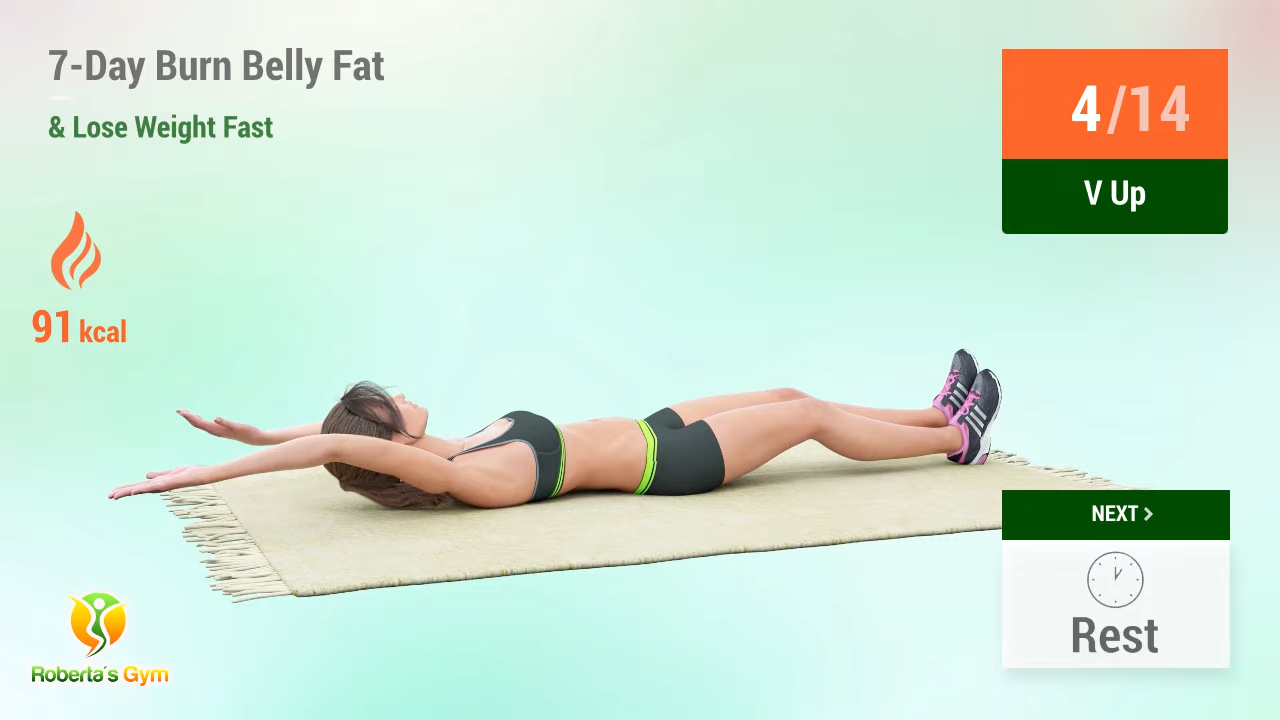 7-Day Burn Belly Fat
& Lose Weight Fast
4/14
V Up
91 kcal
NEXT >
Rest
Roberta's Gym